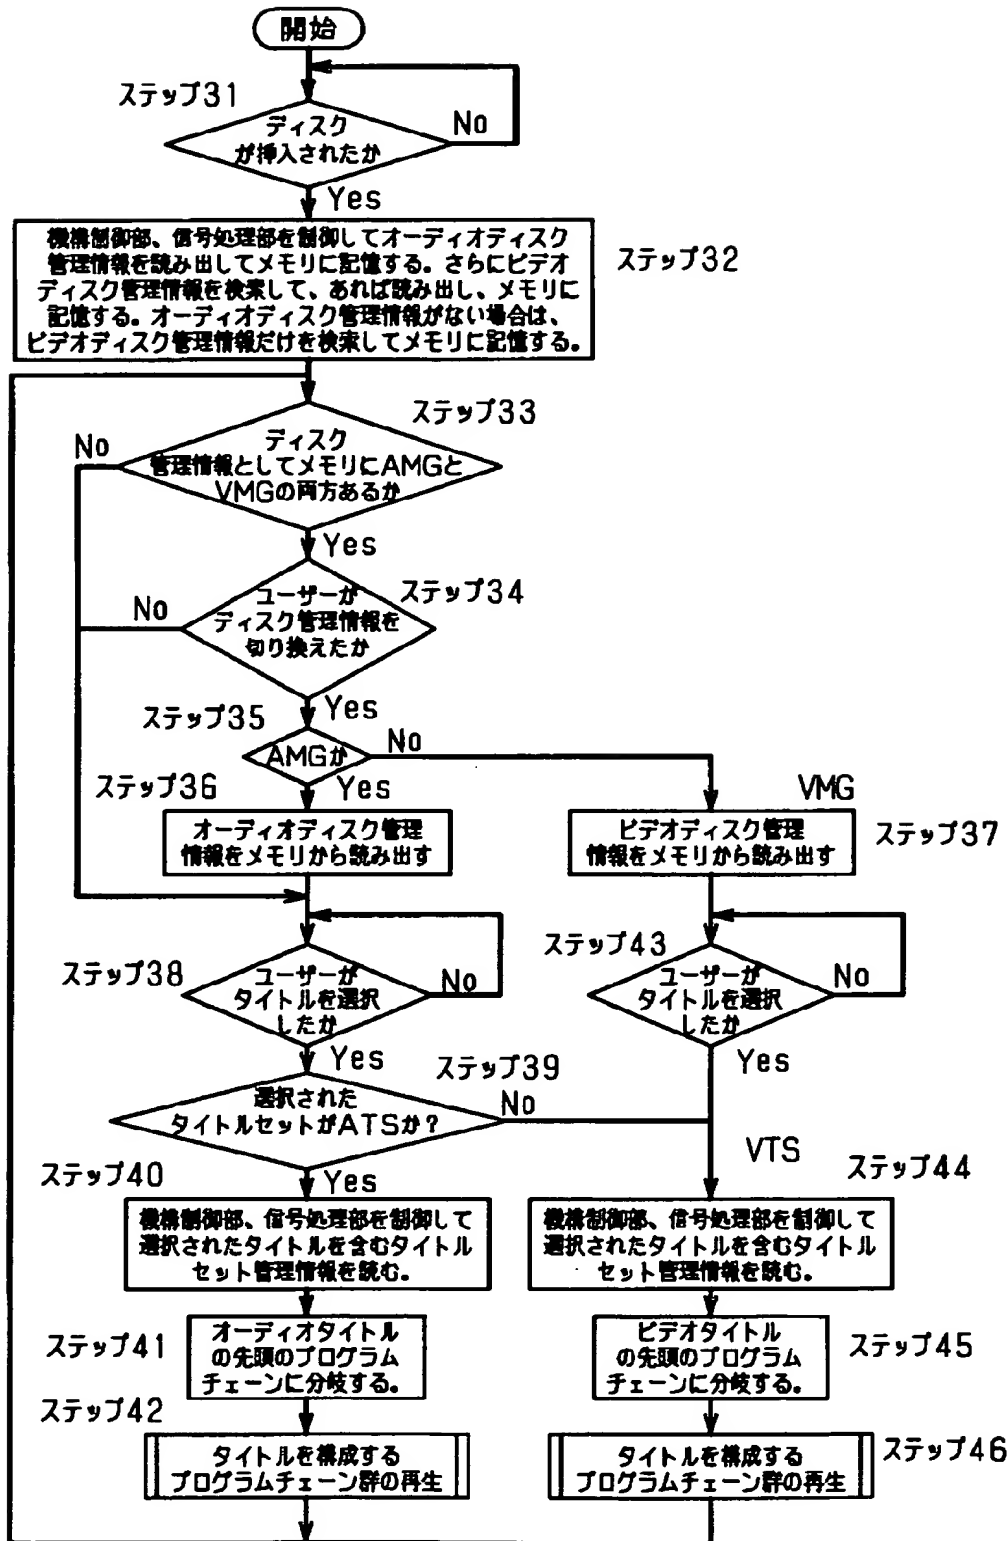 開始
ステップ31
ディスク
が挿入されたか
No
Yes
機構制御部、信号処理部を制御してオーディオディスク
管理情報を読み出してメモリに記憶する。さらにビデオ
ディスク管理情報を検索して、あれば読み出し、メモリに
記憶する。オーディオディスク管理情報がない場合は、
ビデオディスク管理情報だけを検索してメモリに記憶する。
ステップ32
ステップ33
No
ディスク
管理情報としてメモリにAMGと
VMGの両方あるか
Yes
ステップ34
No
ユーザーが
ディスク管理情報を
切り換えたか
Yes
ステップ35
AMGか
No
Yes
ステップ36
VMG
オーディオディスク管理
情報をメモリから読み出す
ビデオディスク管理
情報をメモリから読み出す
ステップ37
ステップ38
ユーザーが
タイトルを選択
したか
No
Yes
ステップ43
ユーザーが
タイトルを選択
したか
No
Yes
ステップ39
選択された
タイトルセットがATSか?
No
Yes
VTS
ステップ40
ステップ44
機構制御部、信号処理部を制御して
選択されたタイトルを含むタイトル
セット管理情報を読む。
機構制御部、信号処理部を制御して
選択されたタイトルを含むタイトル
セット管理情報を読む。
ステップ41
オーディオタイトル
の先頭のプログラム
チェーンに分岐する。
ビデオタイトル
の先頭のプログラム
チェーンに分岐する。
ステップ45
ステップ42
タイトルを構成する
プログラムチェーン群の再生
タイトルを構成する
プログラムチェーン群の再生
ステップ46